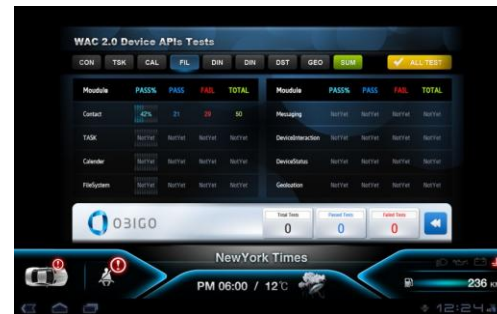 WAC 2.0 Device APIs Tests
CON TSK CAL FIL DIN DIN DST GEO SUM ALL TEST
Moudule PASS% PASS FAIL TOTAL Moudule PASS% PASS FAIL TOTAL
Contact 42% 21 29 50 Messaging NotYet NotYet NotYet NotYet
TASK NotYet NotYet NotYet NotYet DeviceInteraction NotYet NotYet NotYet NotYet
Calender NotYet NotYet NotYet NotYet DeviceStatus NotYet NotYet NotYet NotYet
FileSystem NotYet NotYet NotYet NotYet Geolcation NotYet NotYet NotYet NotYet
OBIGO
Total Tests Passed Tests Failed Tests
0 0 0
NewYork Times
PM 06:00 / 12℃
236
12:24